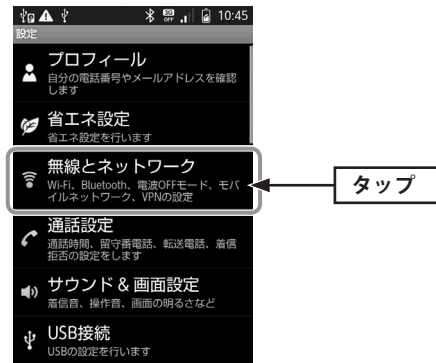 10:45
設定
プロフィール
自分の電話番号やメールアドレスを確認
します
省エネ設定
省エネ設定を行います
無線とネットワーク
Wi-Fi、Bluetooth、電波OFFモード、モバ
イルネットワーク、VPNの設定
タップ
通話設定
通話時間、留守番電話、転送電話、着信
拒否の設定をします
サウンド & 画面設定
着信音、操作音、画面の明るさなど
USB接続
USBの設定を行います